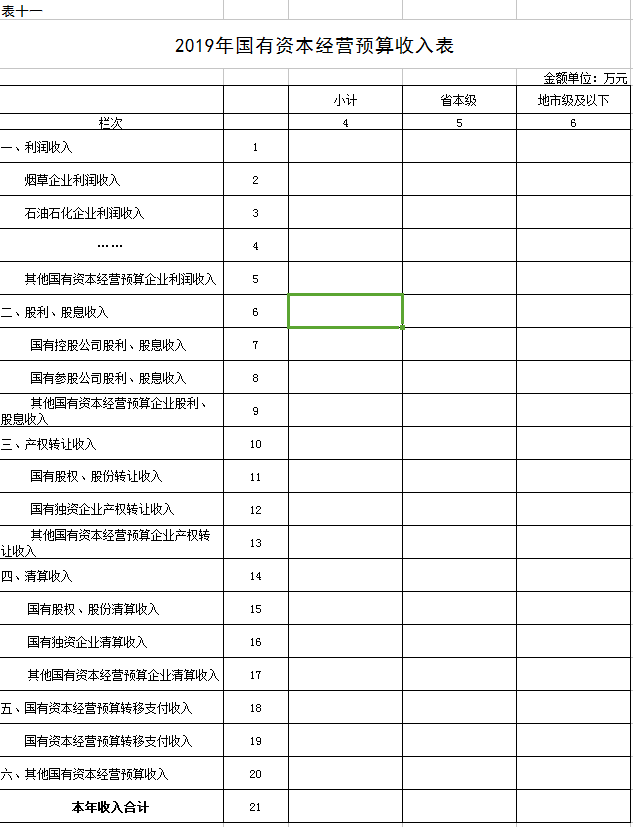 表十一
2019年国有资本经营预算收入表
金额单位：万元
小计 省本级 地市级及以下
栏次 4 5 6
一、利润收入 1
烟草企业利润收入 2
石油石化企业利润收入 3
…… 4
其他国有资本经营预算企业利润收入 5
二、股利、股息收入 6
国有控股公司股利、股息收入 7
国有参股公司股利、股息收入 8
其他国有资本经营预算企业股利、
股息收入 9
三、产权转让收入 10
国有股权、股份转让收入 11
国有独资企业产权转让收入 12
其他国有资本经营预算企业产权转
让收入 13
四、清算收入 14
国有股权、股份清算收入 15
国有独资企业清算收入 16
其他国有资本经营预算企业清算收入 17
五、国有资本经营预算转移支付收入 18
国有资本经营预算转移支付收入 19
六、其他国有资本经营预算收入 20
本年收入合计 21